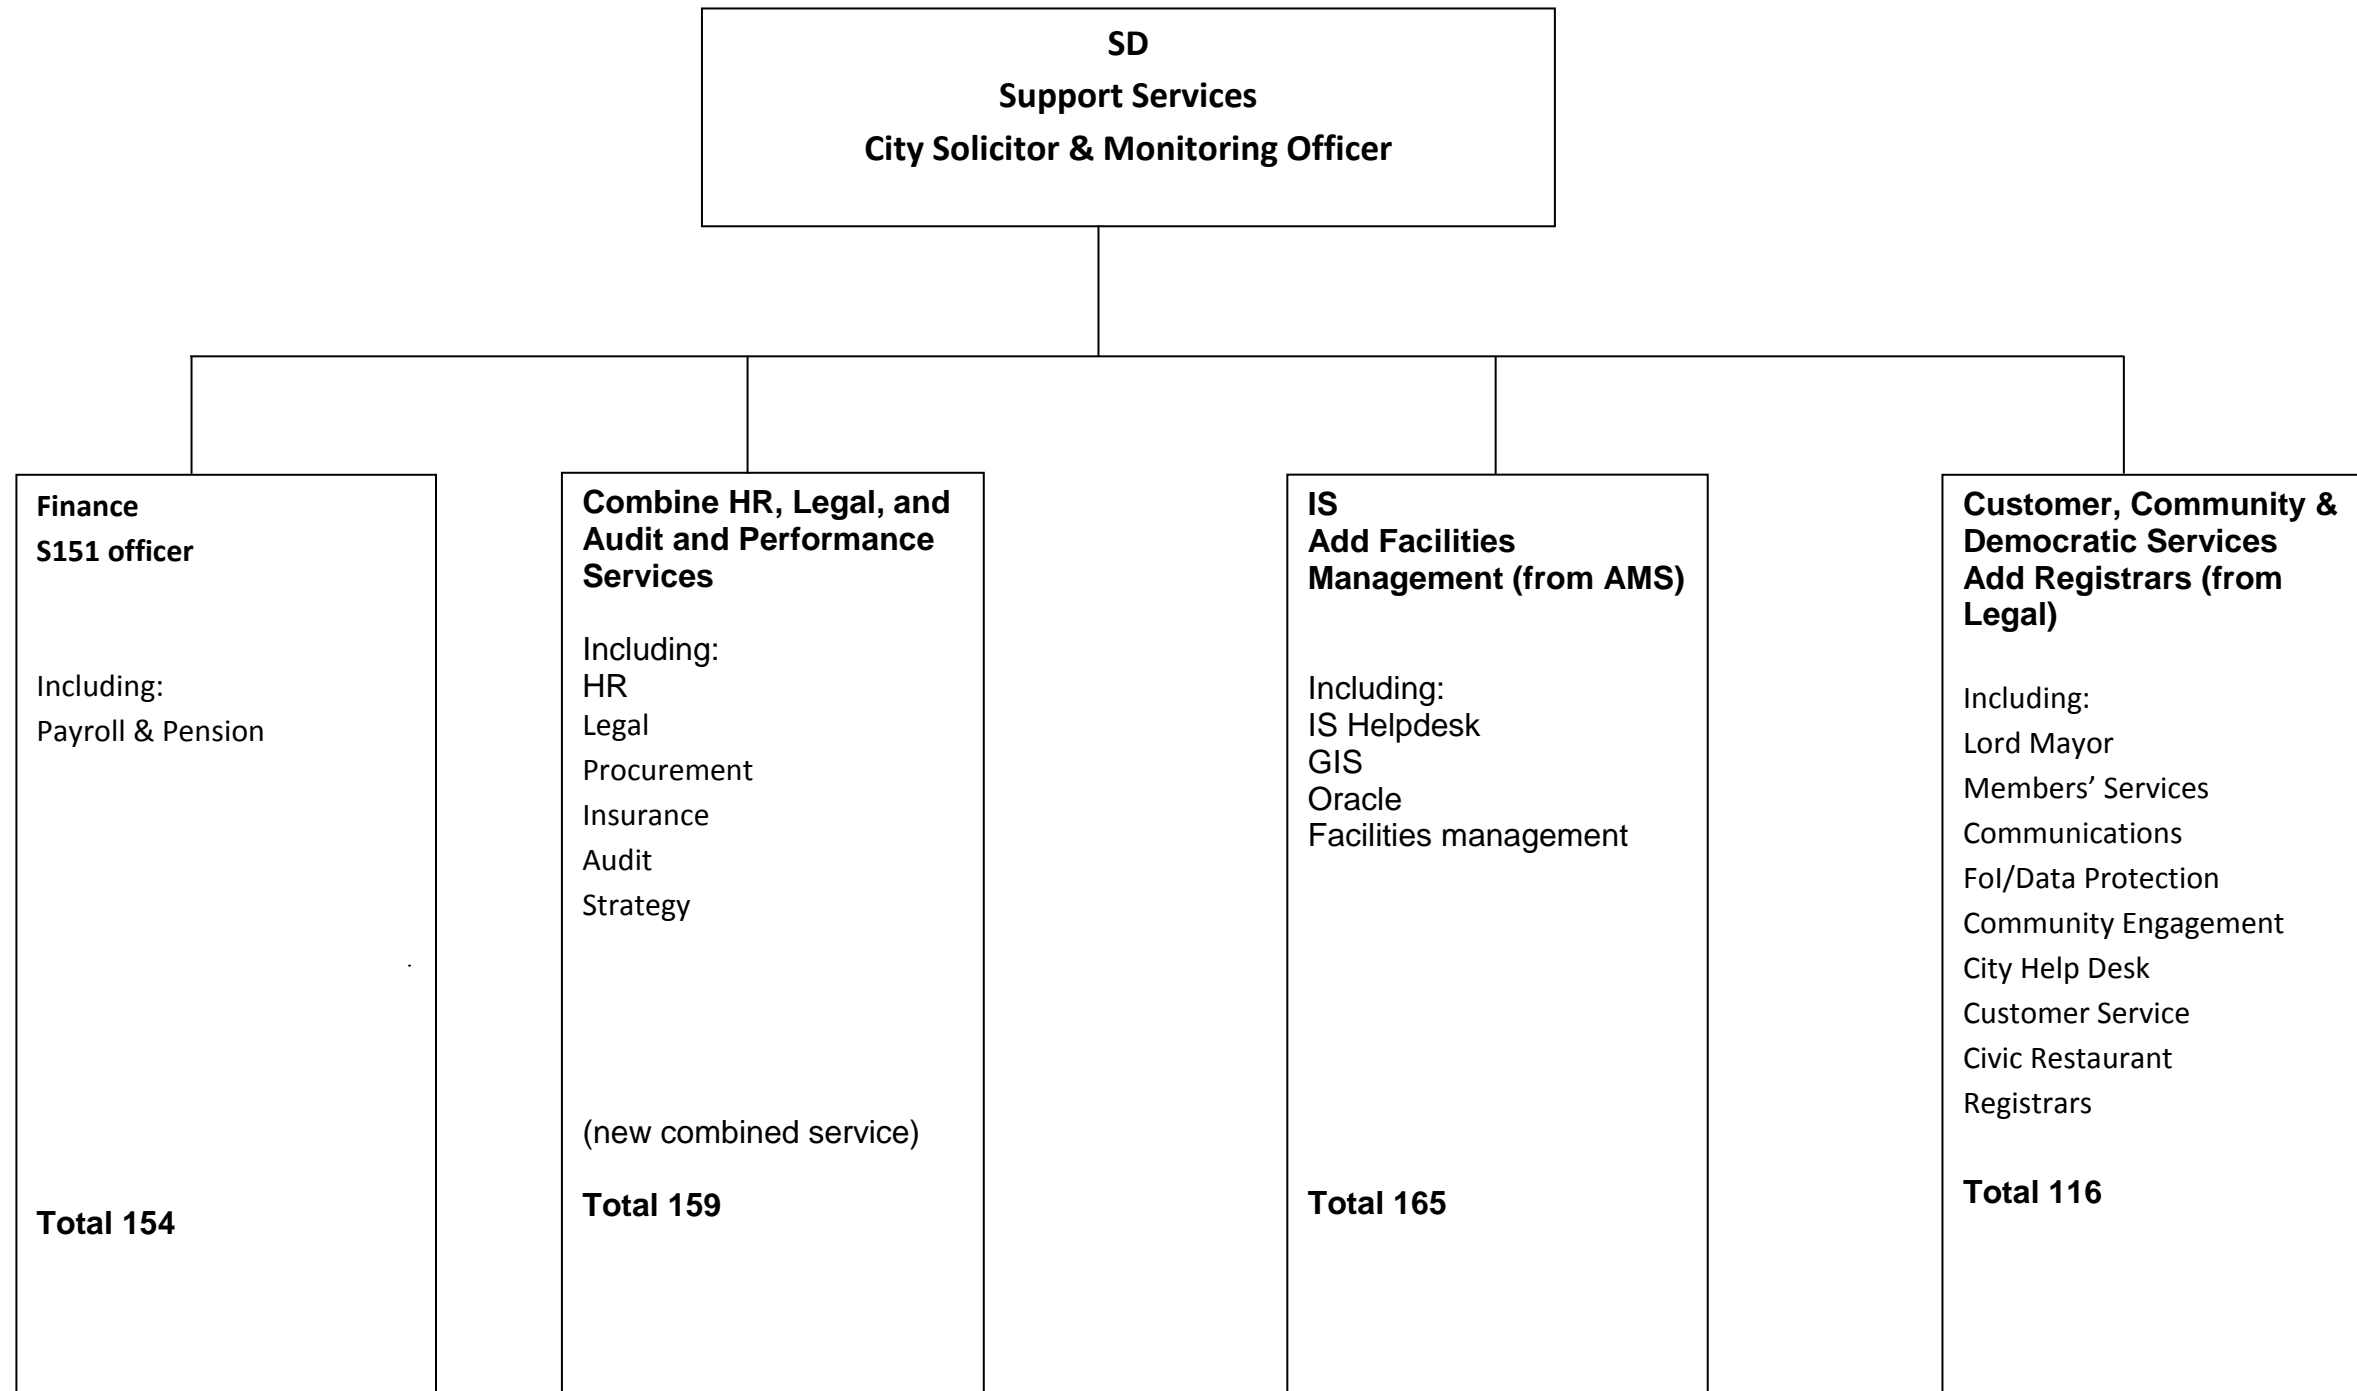 SD
Support Services
City Solicitor & Monitoring Officer
Finance
S151 officer
Including:
Payroll & Pension
.
Total 154
Combine HR, Legal, and
Audit and Performance
Services
Including:
HR
Legal
Procurement
Insurance
Audit
Strategy
(new combined service)
Total 159
IS
Add Facilities
Management (from AMS)
Including:
IS Helpdesk
GIS
Oracle
Facilities management
Total 165
Customer, Community &
Democratic Services
Add Registrars (from
Legal)
Including:
Lord Mayor
Members’ Services
Communications
FoI/Data Protection
Community Engagement
City Help Desk
Customer Service
Civic Restaurant
Registrars
Total 116